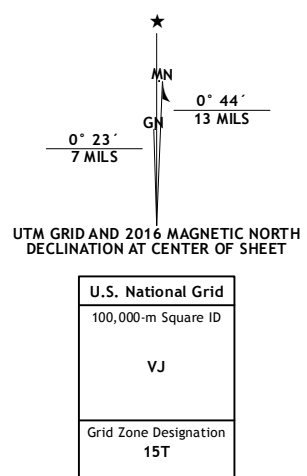 ★
MN
0° 44´
13 MILS
GN
0° 23´
7 MILS
UTM GRID AND 2016 MAGNETIC NORTH
DECLINATION AT CENTER OF SHEET
U.S. National Grid
100,000-m Square ID
VJ
Grid Zone Designation
15T